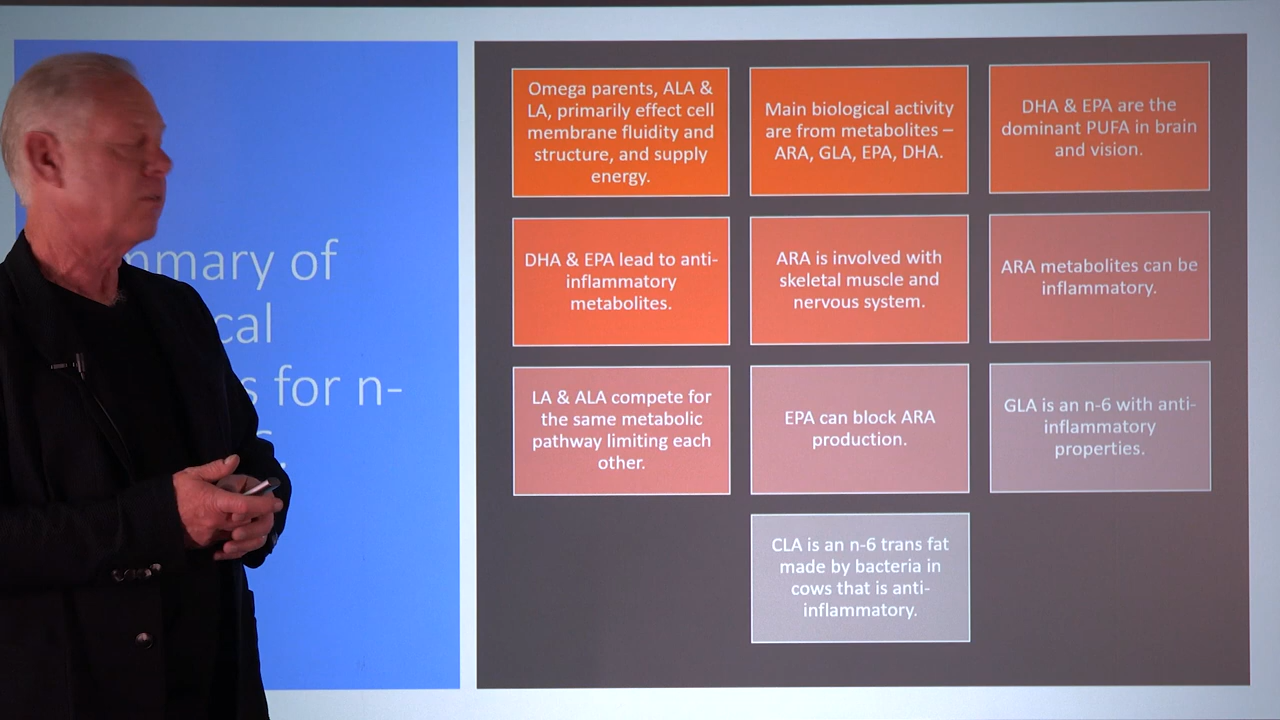 of
for n-
Omega parents, ALA &
LA, primarily effect cell
membrane fluidity and
structure, and supply
energy.
Main biological activity
are from metabolites –
ARA, GLA, EPA, DHA.
DHA & EPA are the
dominant PUFA in brain
and vision.
DHA & EPA lead to anti-
inflammatory
metabolites.
ARA is involved with
skeletal muscle and
nervous system.
ARA metabolites can be
inflammatory.
LA & ALA compete for
the same metabolic
pathway limiting each
other.
EPA can block ARA
production.
GLA is an n-6 with anti-
inflammatory
properties.
CLA is an n-6 trans fat
made by bacteria in
cows that is anti-
inflammatory.